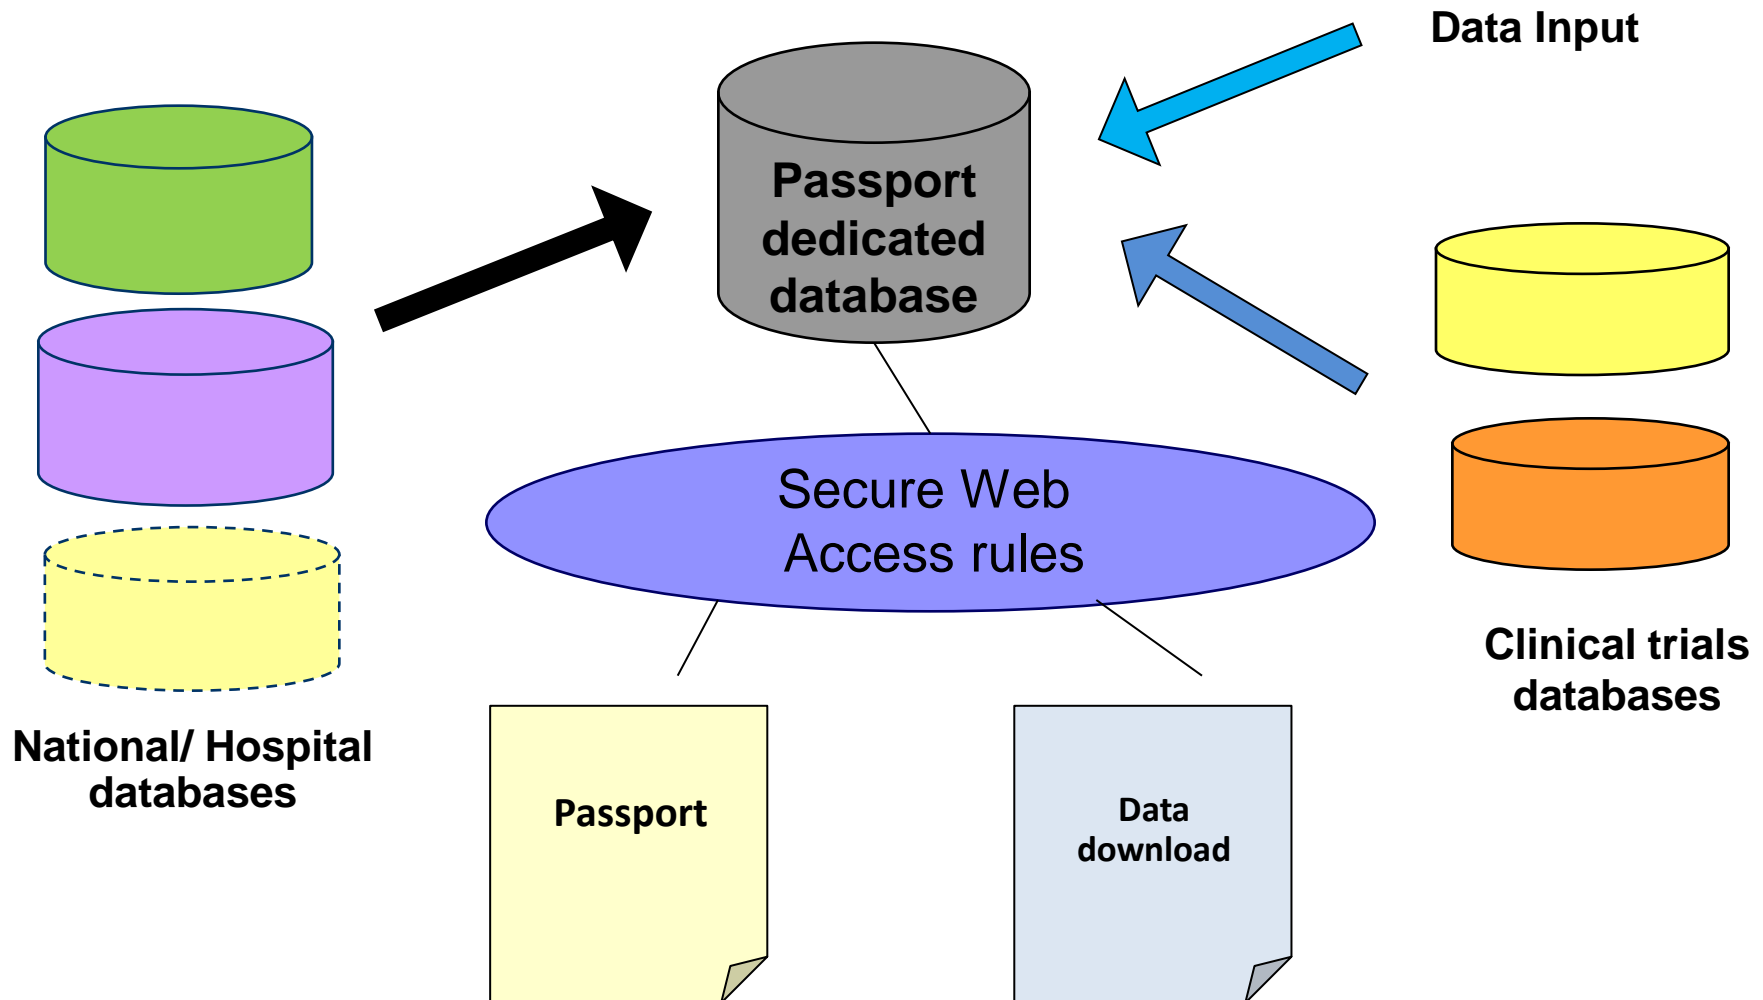 Data Input
Passport
dedicated
database
Secure Web
Access rules
Clinical trials
databases
National/ Hospital
databases
Passport
Data
download